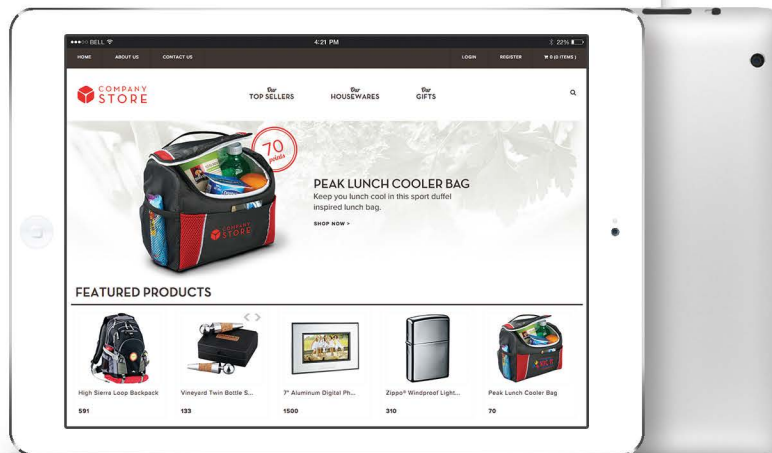 BELL
4:21 PM
22%
HOME
ABOUT US
CONTACT US
LOGIN
REGISTER
0 (0 ITEMS)
COMPANY
STORE
Our
TOP SELLERS
Our
HOUSEWARES
Our
GIFTS
70
points
COMPANY
STORE
PEAK LUNCH COOLER BAG
Keep you lunch cool in this sport duffel
inspired lunch bag.
SHOP NOW >
FEATURED PRODUCTS
High Sierra Loop Backpack
591
Vineyard Twin Bottle S...
133
7" Aluminum Digital Ph...
1500
Zippo® Windproof Light...
310
Peak Lunch Cooler Bag
70